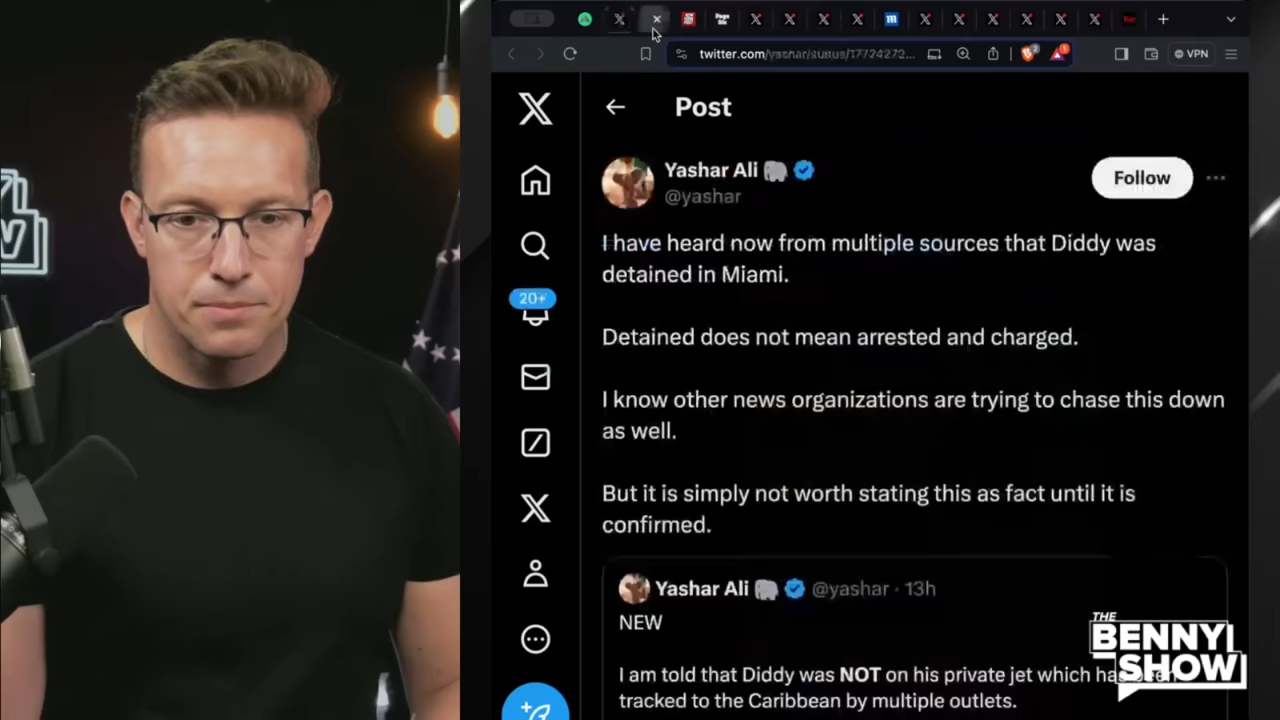 twitter.com/yashar/status/17724272...
2
1
VPN
Post
Yashar Ali
@yashar
Follow
I have heard now from multiple sources that Diddy was
detained in Miami.
Detained does not mean arrested and charged.
I know other news organizations are trying to chase this down
as well.
But it is simply not worth stating this as fact until it is
confirmed.
20+
Yashar Ali @yashar · 13h
NEW
I am told that Diddy was NOT on his private jet which has been
tracked to the Caribbean by multiple outlets.
THE
BENNY
SHOW